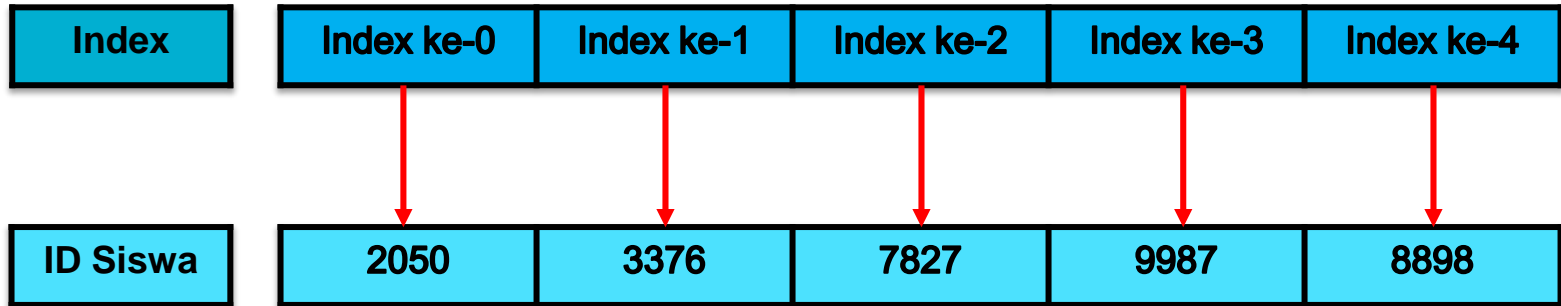 Index Index ke-0 Index ke-1 Index ke-2 Index ke-3 Index ke-4
ID Siswa 2050 3376 7827 9987 8898